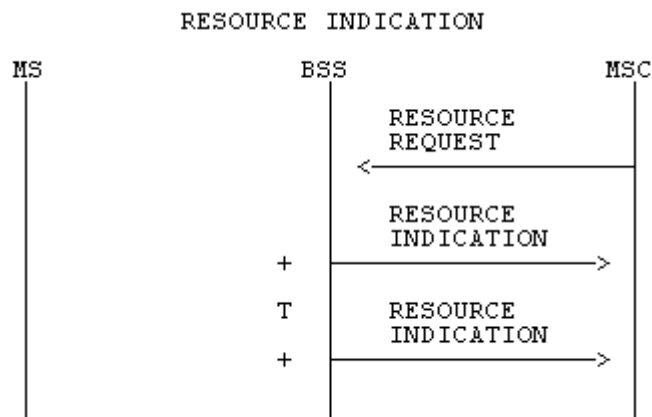 RESOURCE INDICATION
MS BSS MSC
RESOURCE
REQUEST
RESOURCE
INDICATION
+
T RESOURCE
INDICATION
+